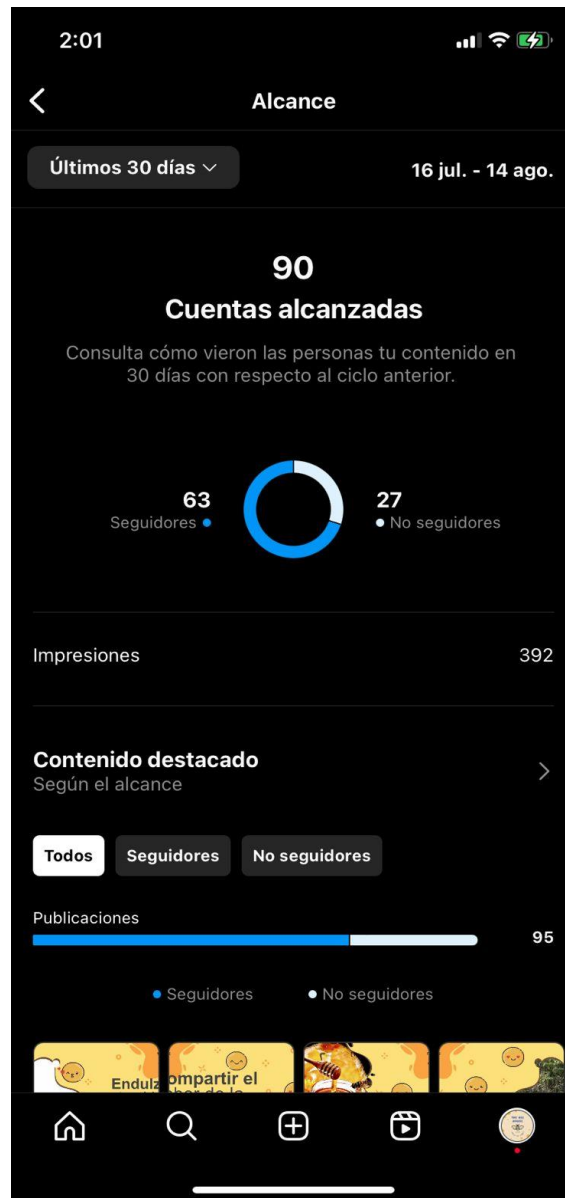 2:01
Alcance
Últimos 30 días
16 jul. - 14 ago.
90
Cuentas alcanzadas
Consulta cómo vieron las personas tu contenido en
30 días con respecto al ciclo anterior.
63
Seguidores
27
No seguidores
Impresiones
392
Contenido destacado
Según el alcance
Todos
Seguidores
No seguidores
Publicaciones
95
Seguidores
No seguidores
ompartir el